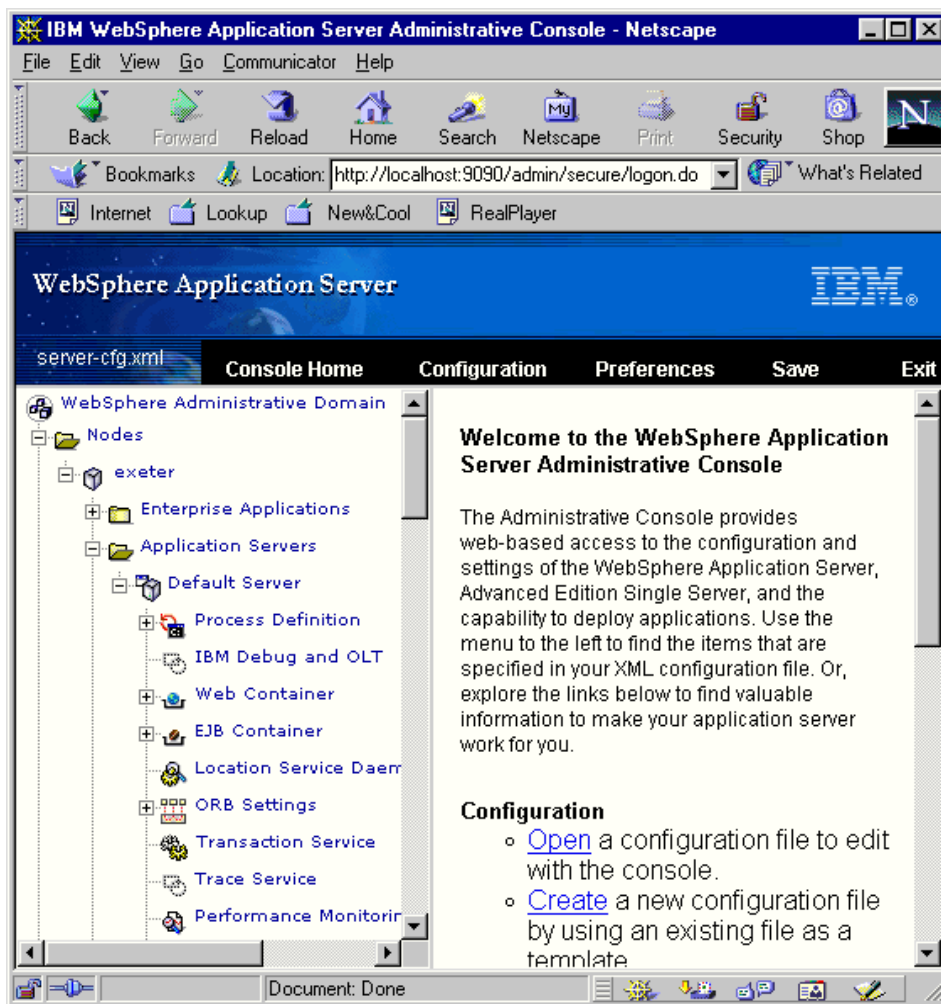 IBM WebSphere Application Server Administrative Console - Netscape
File Edit View Go Communicator Help
My
N
Back Forward Reload Home Search Netscape Print Security Shop
Bookmarks Location: http://localhost:9090/admin/secure/logon.do What's Related
Internet Lookup New&Cool RealPlayer
WebSphere Application Server
IBM®
server-cfg.xml Console Home Configuration Preferences Save Exit
WebSphere Administrative Domain
Nodes
exeter
Enterprise Applications
Application Servers
Default Server
Process Definition
IBM Debug and OLT
Web Container
EJB Container
Location Service Daem
ORB Settings
Transaction Service
Trace Service
Performance Monitorin
Welcome to the WebSphere Application
Server Administrative Console
The Administrative Console provides
web-based access to the configuration and
settings of the WebSphere Application Server,
Advanced Edition Single Server, and the
capability to deploy applications. Use the
menu to the left to find the items that are
specified in your XML configuration file. Or,
explore the links below to find valuable
information to make your application server
work for you.
Configuration
Open a configuration file to edit
with the console.
Create a new configuration file
by using an existing file as a
template
Document: Done